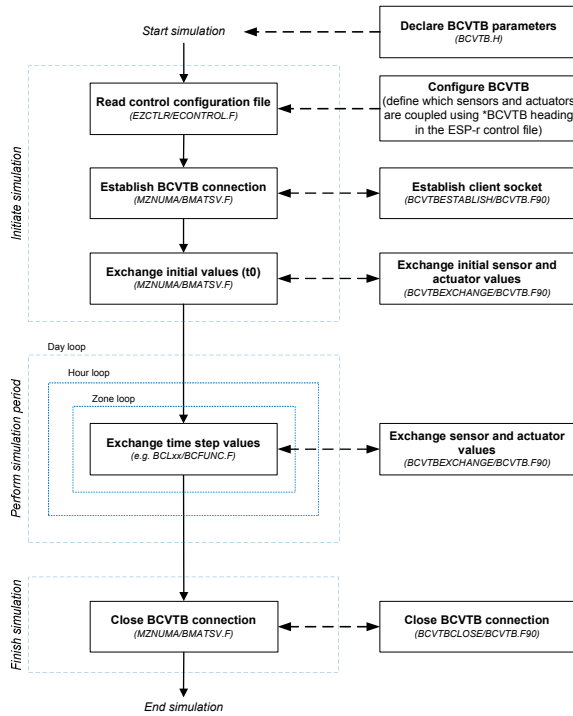 Start simulation
Declare BCVTB parameters
(BCVTB.H)
Initiate simulation
Read control configuration file
(EZCTLR/ECONTROL.F)
Configure BCVTB
(define which sensors and actuators
are coupled using *BCVTB heading
in the ESP-r control file)
Establish BCVTB connection
(MZNUMA/BMATSV.F)
Establish client socket
(BCVTBESTABLISH/BCVTB.F90)
Exchange initial values (t0)
(MZNUMA/BMATSV.F)
Exchange initial sensor and
actuator values
(BCVTBEXCHANGE/BCVTB.F90)
Perform simulation period
Day loop
Hour loop
Zone loop
Exchange time step values
(e.g. BCLxx/BCFUNC.F)
Exchange sensor and actuator
values
(BCVTBEXCHANGE/BCVTB.F90)
Finish simulation
Close BCVTB connection
(MZNUMA/BMATSV.F)
Close BCVTB connection
(BCVTBCLOSE/BCVTB.F90)
End simulation